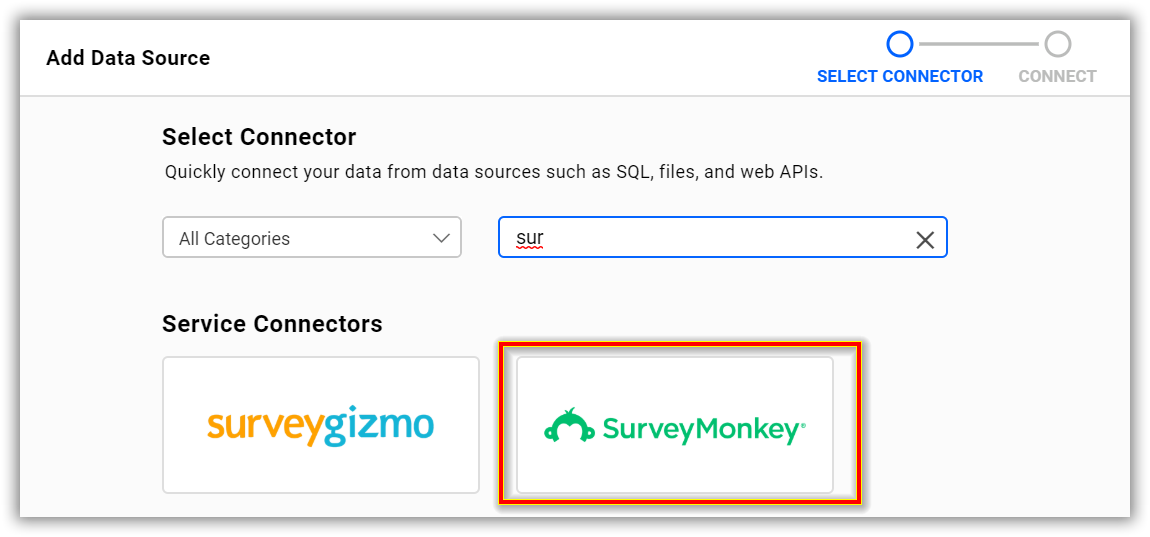 Add Data Source
SELECT CONNECTOR
CONNECT
Select Connector
Quickly connect your data from data sources such as SQL, files, and web APIs.
All Categories
sur
Service Connectors
surveygizmo
SurveyMonkey®